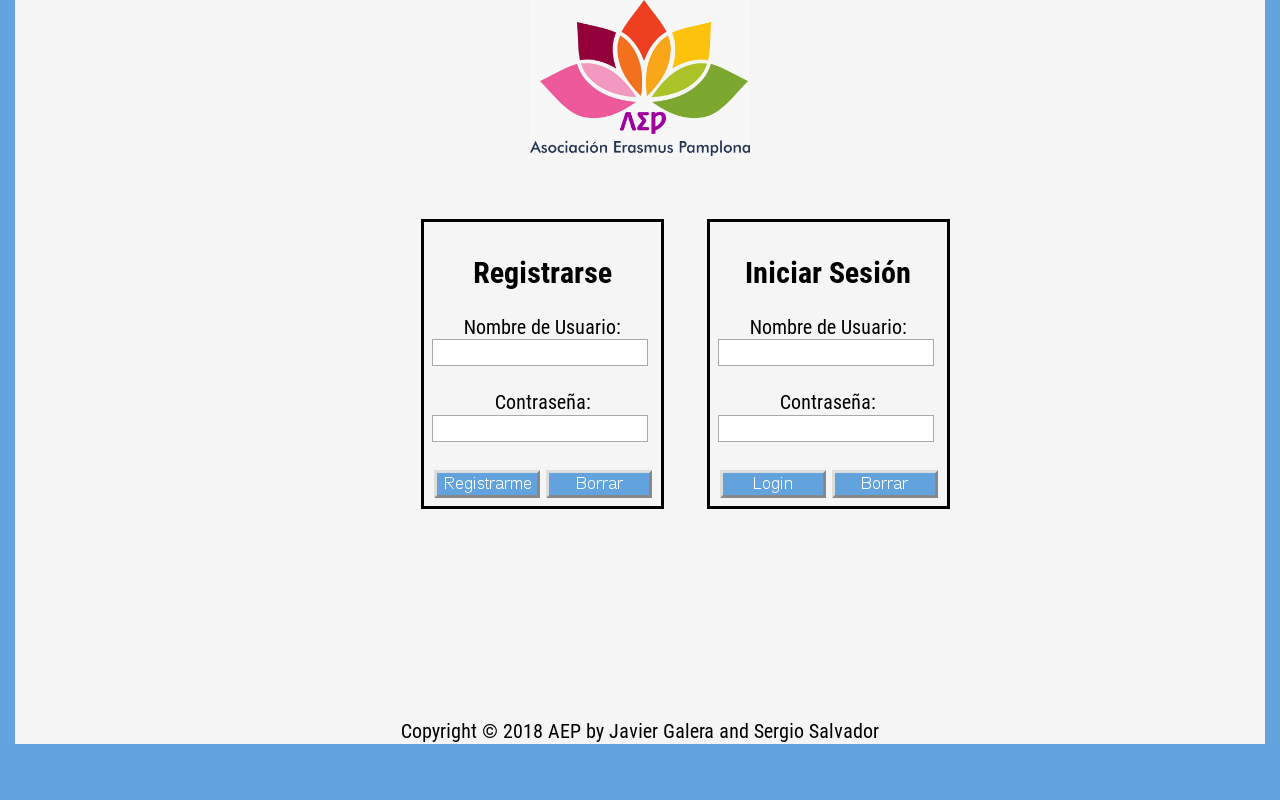 ΛΣp
Asociación Erasmus Pamplona
Registrarse
Nombre de Usuario:
Contraseña:
Registrarme
Borrar
Iniciar Sesión
Nombre de Usuario:
Contraseña:
Login
Borrar
Copyright © 2018 AEP by Javier Galera and Sergio Salvador